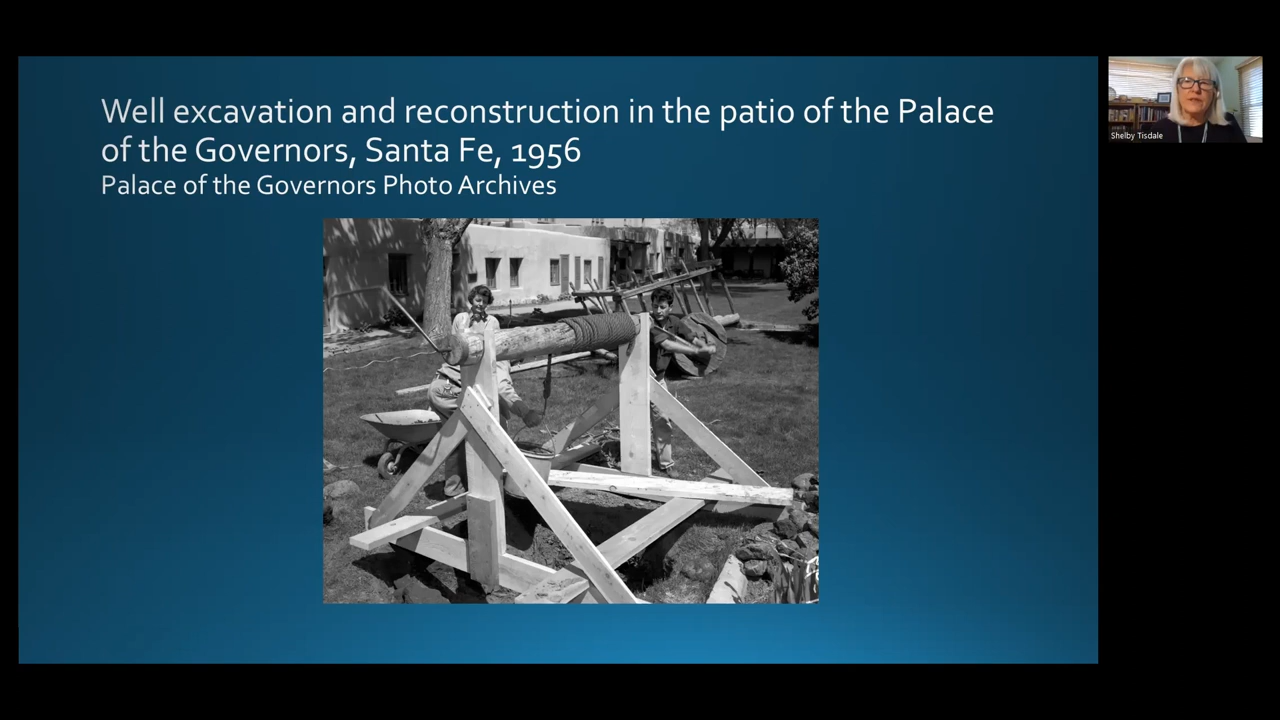 Well excavation and reconstruction in the patio of the Palace
of the Governors, Santa Fe, 1956
Palace of the Governors Photo Archives
Shelby Tisdale